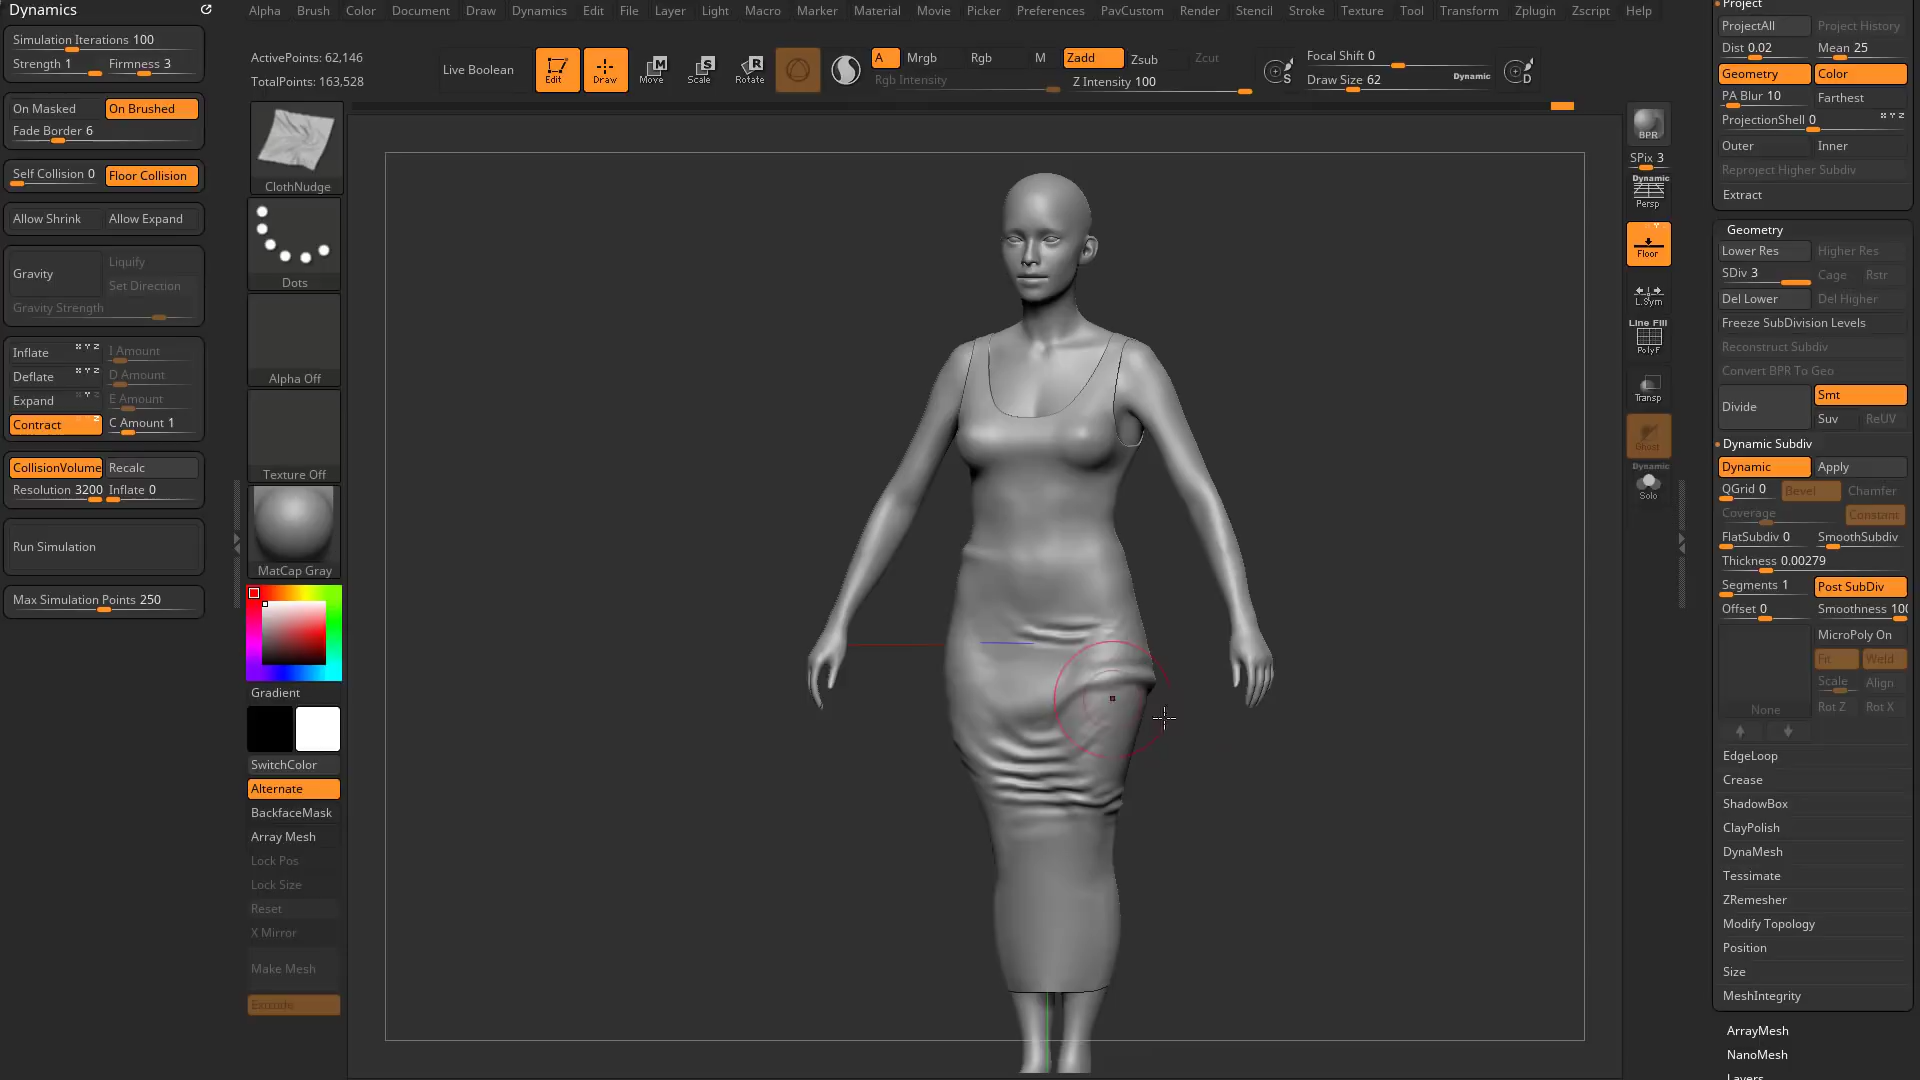 Dynamics
Simulation Iterations 100
Strength 1 Firmness 3
On Masked On Brushed
Fade Border 6
Self Collision 0 Floor Collision
Allow Shrink Allow Expand
Gravity
Liquify
Set Direction
Gravity Strength
Inflate I Amount
Deflate D Amount
Expand E Amount
Contract C Amount 1
CollisionVolume Recalc
Resolution 3200 Inflate 0
Run Simulation
Max Simulation Points 250
Alpha Brush Color Document Draw Dynamics Edit File Layer Light Macro Marker Material Movie Picker Preferences PavCustom Render Stencil Stroke Texture Tool Transform Zplugin Zscript Help
ActivePoints: 62,146
TotalPoints: 163,528
Live Boolean
Edit
Draw
M
Move
S
Scale
R
Rotate
A Mrgb Rgb M
Rgb Intensity
Zadd Zsub Zcut
Z Intensity 100
S
Focal Shift 0
Draw Size 62 Dynamic
D
ClothNudge
Dots
Alpha Off
Texture Off
MatCap Gray
Gradient
SwitchColor
Alternate
BackfaceMask
Array Mesh
Lock Pos
Lock Size
Reset
X Mirror
Make Mesh
Extrude
BPR
SPix 3
Dynamic
Persp
Floor
L.Sym
Line Fill
PolyF
Transp
Ghost
Dynamic
Solo
Project
ProjectAll Project History
Dist 0.02 Mean 25
Geometry Color
PA Blur 10 Farthest
ProjectionShell 0
Outer Inner
Reproject Higher Subdiv
Extract
Geometry
Lower Res Higher Res
SDiv 3 Cage Rstr
Del Lower Del Higher
Freeze SubDivision Levels
Reconstruct Subdiv
Convert BPR To Geo
Divide
Smt
Suv ReUV
Dynamic Subdiv
Dynamic Apply
QGrid 0 Bevel Chamfer
Coverage Constant
FlatSubdiv 0 SmoothSubdiv
Thickness 0.00279
Segments 1 Post SubDiv
Offset 0 Smoothness 100
MicroPoly On
Fit Weld
Scale Align
None Rot Z Rot X
EdgeLoop
Crease
ShadowBox
ClayPolish
DynaMesh
Tessimate
ZRemesher
Modify Topology
Position
Size
MeshIntegrity
ArrayMesh
NanoMesh
Layers